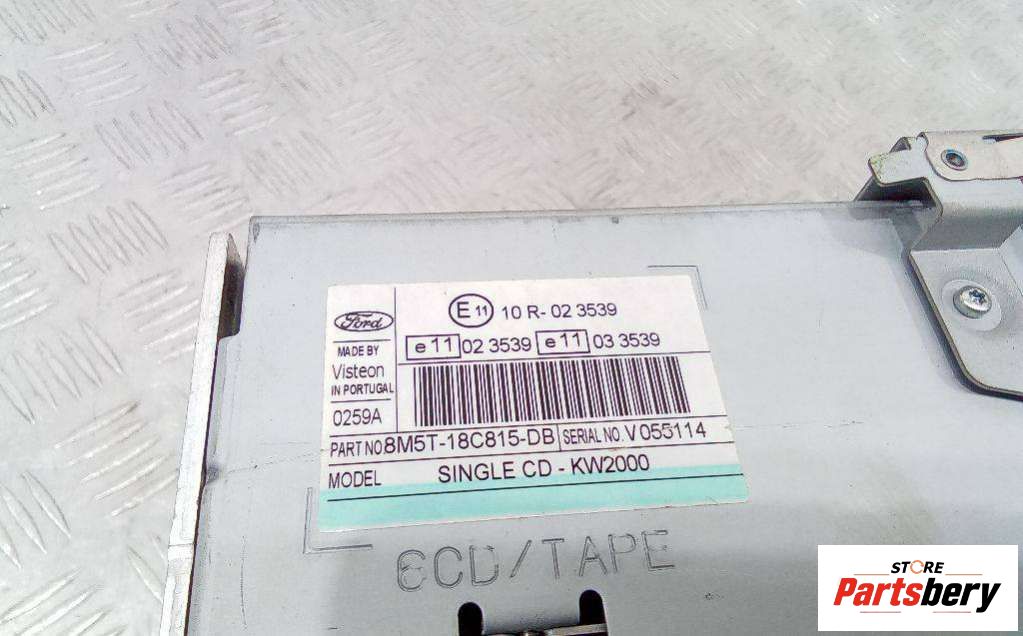 Ford
MADE BY
Visteon
IN PORTUGAL
0259A
E 11 10 R- 02 3539
e 11 02 3539 e 11 03 3539
PART NO 8M5T-18C815-DB SERIAL NO. V 055114
MODEL SINGLE CD - KW2000
6CD/TAPE
STORE
Partsbery